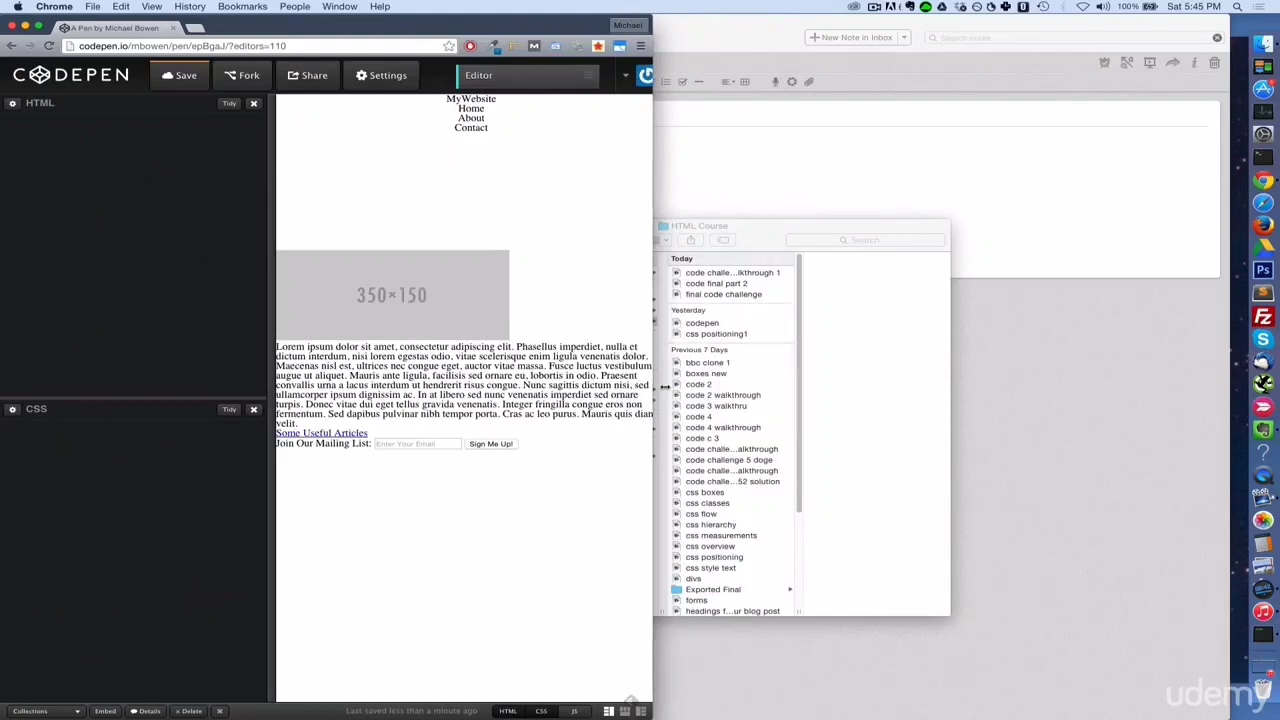 Chrome File Edit View History Bookmarks People Window Help
100% Sat 5:45 PM
A Pen by Michael Bowen
Michael
codepen.io/mbowen/pen/epBgaJ/?editors=110
CODEPEN
Save
Fork
Share
Settings
Editor
HTML
Tidy
CSS
Tidy
MyWebsite
Home
About
Contact
350×150
Lorem ipsum dolor sit amet, consectetur adipiscing elit. Phasellus imperdiet, nulla et
dictum interdum, nisi lorem egestas odio, vitae scelerisque enim ligula venenatis dolor.
Maecenas nisl est, ultrices nec congue eget, auctor vitae massa. Fusce luctus vestibulum
augue ut aliquet. Mauris ante ligula, facilisis sed ornare eu, lobortis in odio. Praesent
convallis urna a lacus interdum ut hendrerit risus congue. Nunc sagittis dictum nisi, sed
ullamcorper ipsum dignissim ac. In at libero sed nunc venenatis imperdiet sed ornare
turpis. Donec vitae dui eget tellus gravida venenatis. Integer fringilla congue eros non
fermentum. Sed dapibus pulvinar nibh tempor porta. Cras ac leo purus. Mauris quis diam
velit.
Some Useful Articles
Join Our Mailing List: Enter Your Email Sign Me Up!
Collections
Embed
Details
Delete
Last saved less than a minute ago
HTML
CSS
JS
New Note in Inbox
Search notes
HTML Course
Search
Today
code challe...lkthrough 1
code final part 2
final code challenge
Yesterday
codepen
css positioning1
Previous 7 Days
bbc clone 1
boxes new
code 2
code 2 walkthrough
code 3 walkthru
code 4
code 4 walkthrough
code c 3
code challe...alkthrough
code challenge 5 doge
code challe...alkthrough
code challe...52 solution
css boxes
css classes
css flow
css hierarchy
css measurements
css overview
css positioning
css style text
divs
Exported Final
forms
headings f...ur blog post
udemy